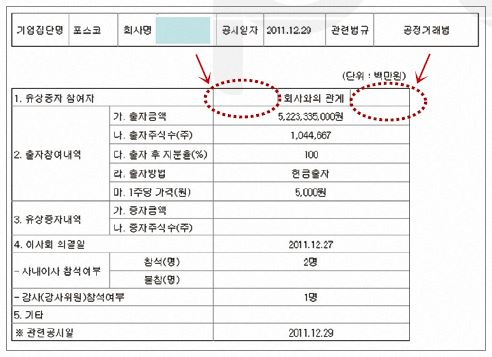 기업집단명 포스코 회사명 공시일자 2011.12.29 관련법규 공정거래법
(단위 : 백만원)
1. 유상증자 참여자 회사와의 관계
2. 출자참여내역 가. 출자금액 5,223,335,000원
나. 출자주식수(주) 1,044,667
다. 출자 후 지분율(%) 100
라. 출자방법 현금출자
마. 1주당 가격(원) 5,000원
3. 유상증자내역 가. 증자금액
나. 증자주식수(주)
4. 이사회 의결일 2011.12.27
- 사내이사 참석여부 참석(명) 2명
불참(명)
- 감사(감사위원)참석여부 1명
5. 기타
※ 관련공시일 2011.12.29